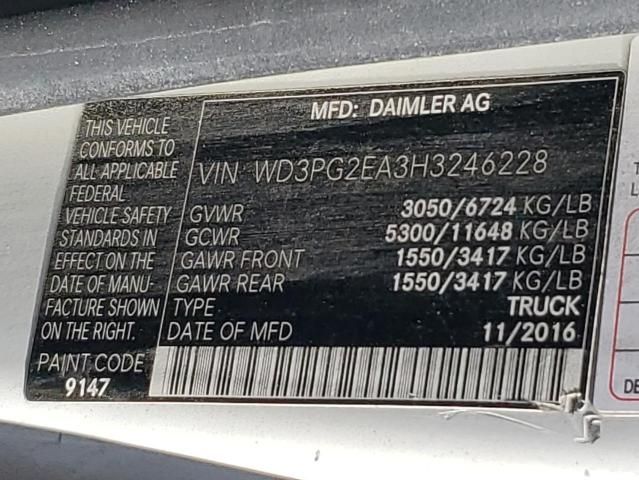 MFD: DAIMLER AG
THIS VEHICLE
CONFORMS TO
ALL APPLICABLE
FEDERAL
VEHICLE SAFETY
STANDARDS IN
EFFECT ON THE
DATE OF MANU-
FACTURE SHOWN
ON THE RIGHT.
PAINT CODE
9147
VIN WD3PG2EA3H3246228
GVWR 3050/6724 KG/LB
GCWR 5300/11648 KG/LB
GAWR FRONT 1550/3417 KG/LB
GAWR REAR 1550/3417 KG/LB
TYPE TRUCK
DATE OF MFD 11/2016